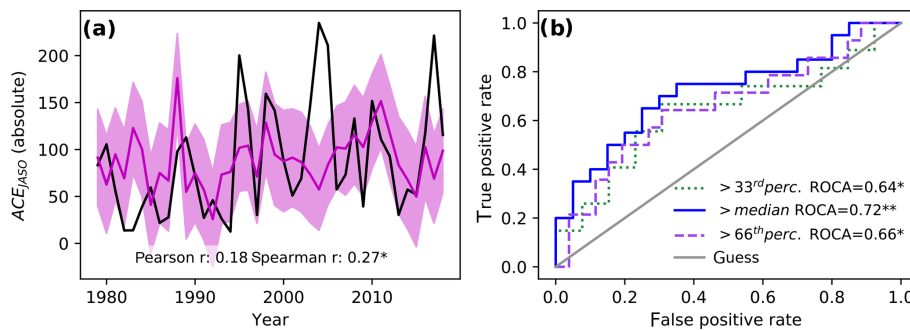 (a)
ACE_JASO (absolute)
200
150
100
50
0
Pearson r: 0.18 Spearman r: 0.27*
1980 1990 2000 2010
Year
(b)
True positive rate
1.0
0.8
0.6
0.4
0.2
0.0
> 33rd perc. ROCA=0.64*
> median ROCA=0.72**
> 66th perc. ROCA=0.66*
Guess
0.0 0.2 0.4 0.6 0.8 1.0
False positive rate